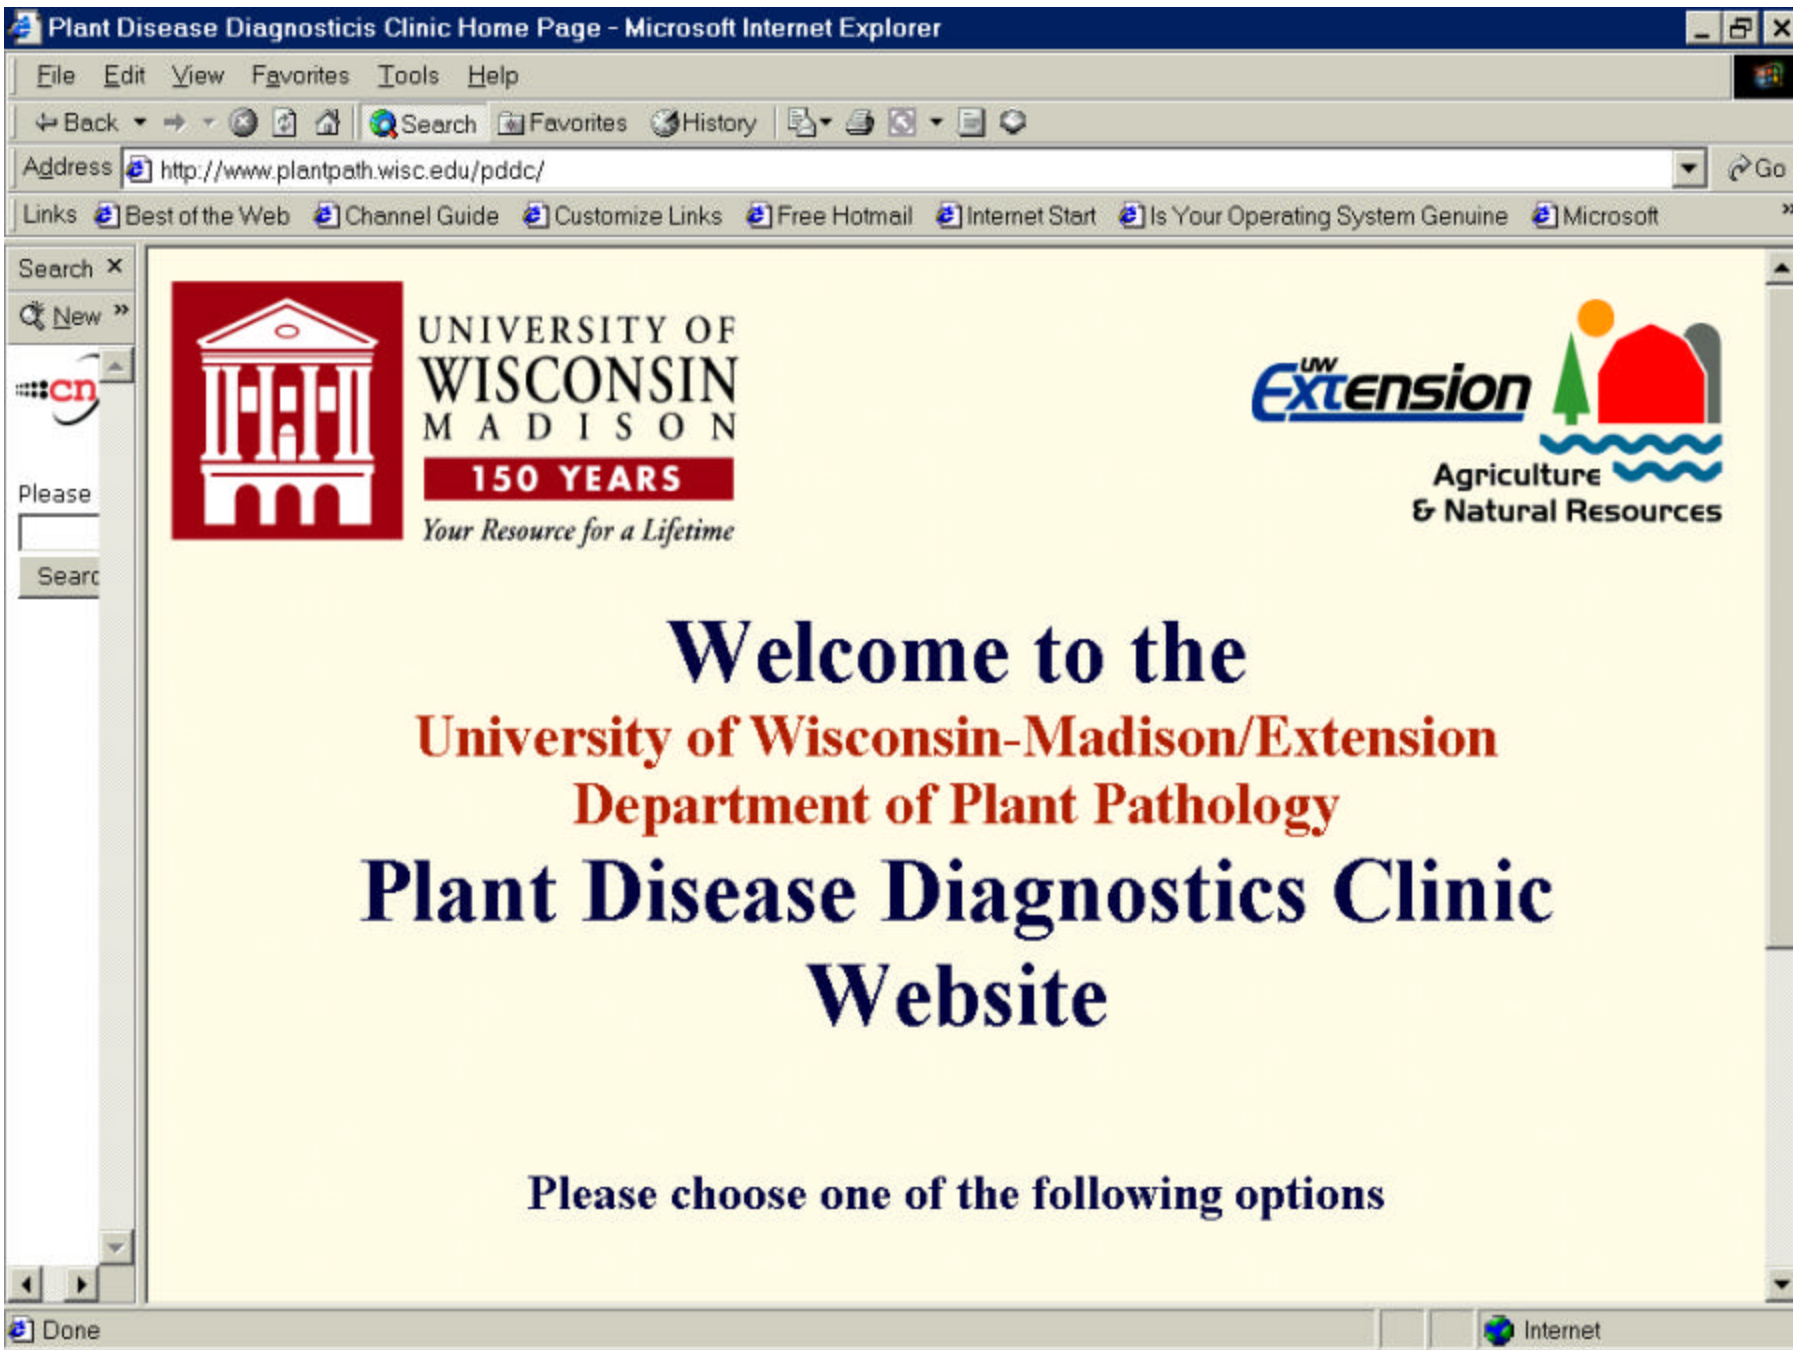 Plant Disease Diagnosticis Clinic Home Page - Microsoft Internet Explorer
File Edit View Favorites Tools Help
Back Search Favorites History
Address http://www.plantpath.wisc.edu/pddc/ Go
Links Best of the Web Channel Guide Customize Links Free Hotmail Internet Start Is Your Operating System Genuine Microsoft »
Search ×
New »
cn
Please
Searc
UNIVERSITY OF
WISCONSIN
MADISON
150 YEARS
Your Resource for a Lifetime
UW
Extension
Agriculture
& Natural Resources
Welcome to the
University of Wisconsin-Madison/Extension
Department of Plant Pathology
Plant Disease Diagnostics Clinic
Website
Please choose one of the following options
Done Internet